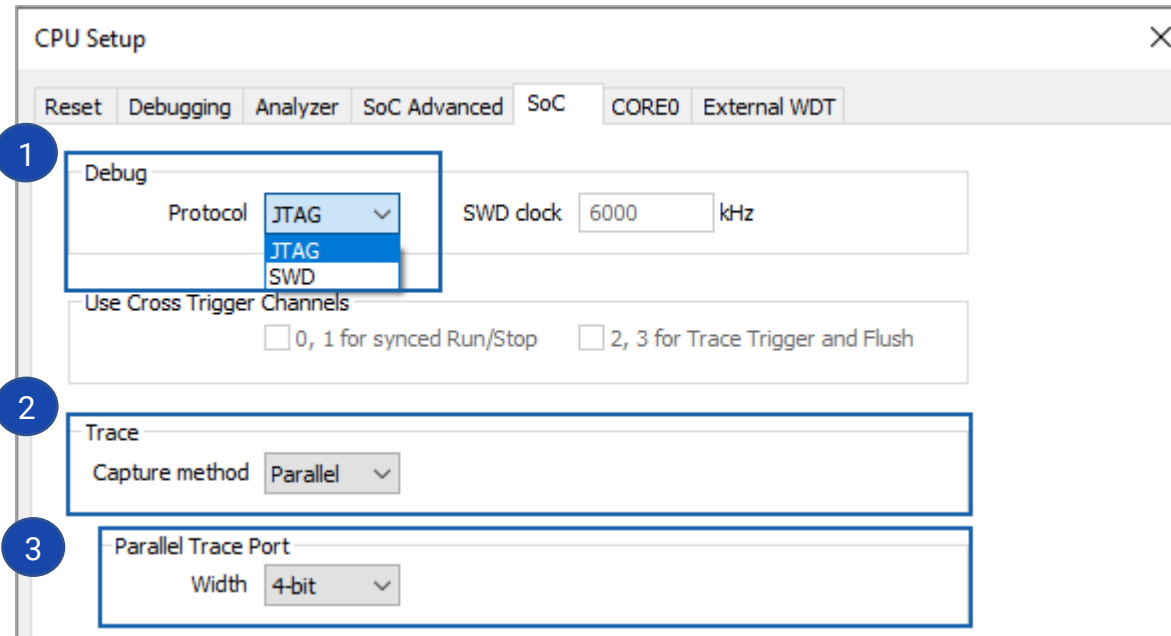 CPU Setup
Reset Debugging Analyzer SoC Advanced SoC CORE0 External WDT
1
Debug
Protocol JTAG SWD clock 6000 kHz
JTAG
SWD
Use Cross Trigger Channels
0, 1 for synced Run/Stop 2, 3 for Trace Trigger and Flush
2
Trace
Capture method Parallel
3
Parallel Trace Port
Width 4-bit